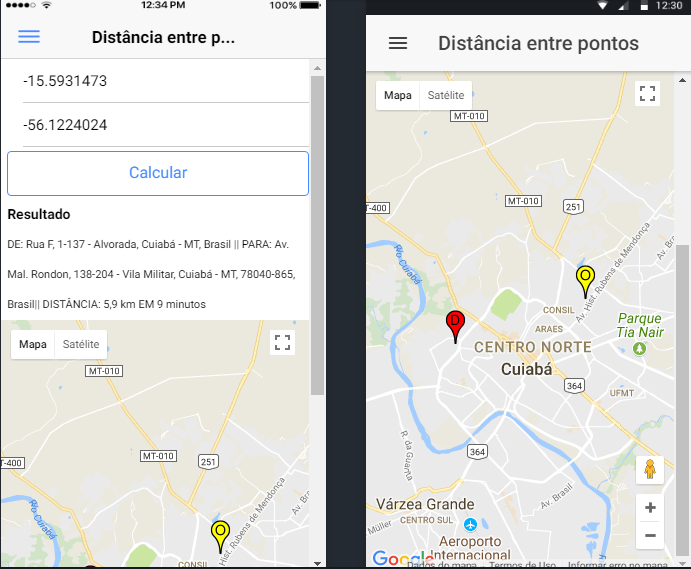 12:34 PM
100%
Distância entre p...
-15.5931473
-56.1224024
Calcular
Resultado
DE: Rua F, 1-137 - Alvorada, Cuiabá - MT, Brasil || PARA: Av.
Mal. Rondon, 138-204 - Vila Militar, Cuiabá - MT, 78040-865,
Brasil|| DISTÂNCIA: 5,9 km EM 9 minutos
Mapa
Satélite
MT-010
T-400
MT-010
251
Av. Hist. Rubens de Mendonça
Rio Cuiabá
O
12:30
Distância entre pontos
Mapa
Satélite
MT-010
MT-010
T-400
251
Rio Cuiabá
Av. Hist. Rubens de Mendonça
O
D
CONSIL
ARAES
Parque
Tia Nair
CENTRO NORTE
Cuiabá
364
UFMT
364
R. da Guarita
Av. Brasil
Várzea Grande
CENTRO SUL
Müller
Aeroporto
Internacional
Google
Dados do mapa
Termos de Uso
Informar erro no mapa